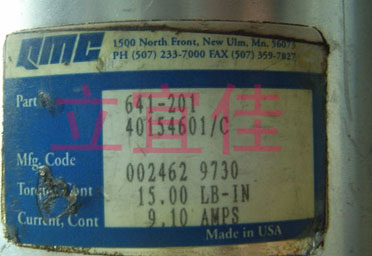 QMC
1500 North Front, New Ulm, Mn. 56073
PH (507) 233-7000 FAX (507) 359-7827
Part
641-201
40154601/C
立宜佳
Mfg. Code
002462 9730
Cont
15.00 LB-IN
Current, Cont
9.10 AMPS
Made in USA